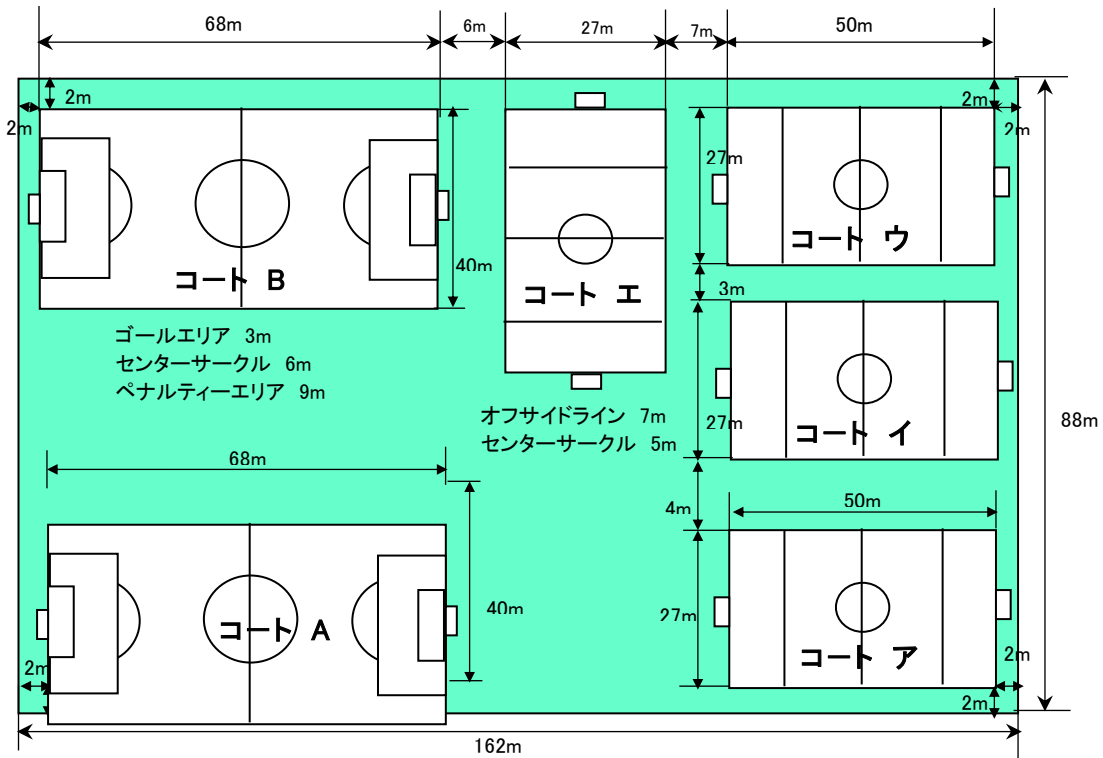 68m
6m
27m
7m
50m
2m
2m
2m
2m
27m
40m
コート B
コート エ
コート ウ
3m
ゴールエリア 3m
センターサークル 6m
ペナルティーエリア 9m
オフサイドライン 7m
センターサークル 5m
27m
コート イ
88m
68m
4m
50m
40m
27m
コート A
コート ア
2m
2m
2m
162m